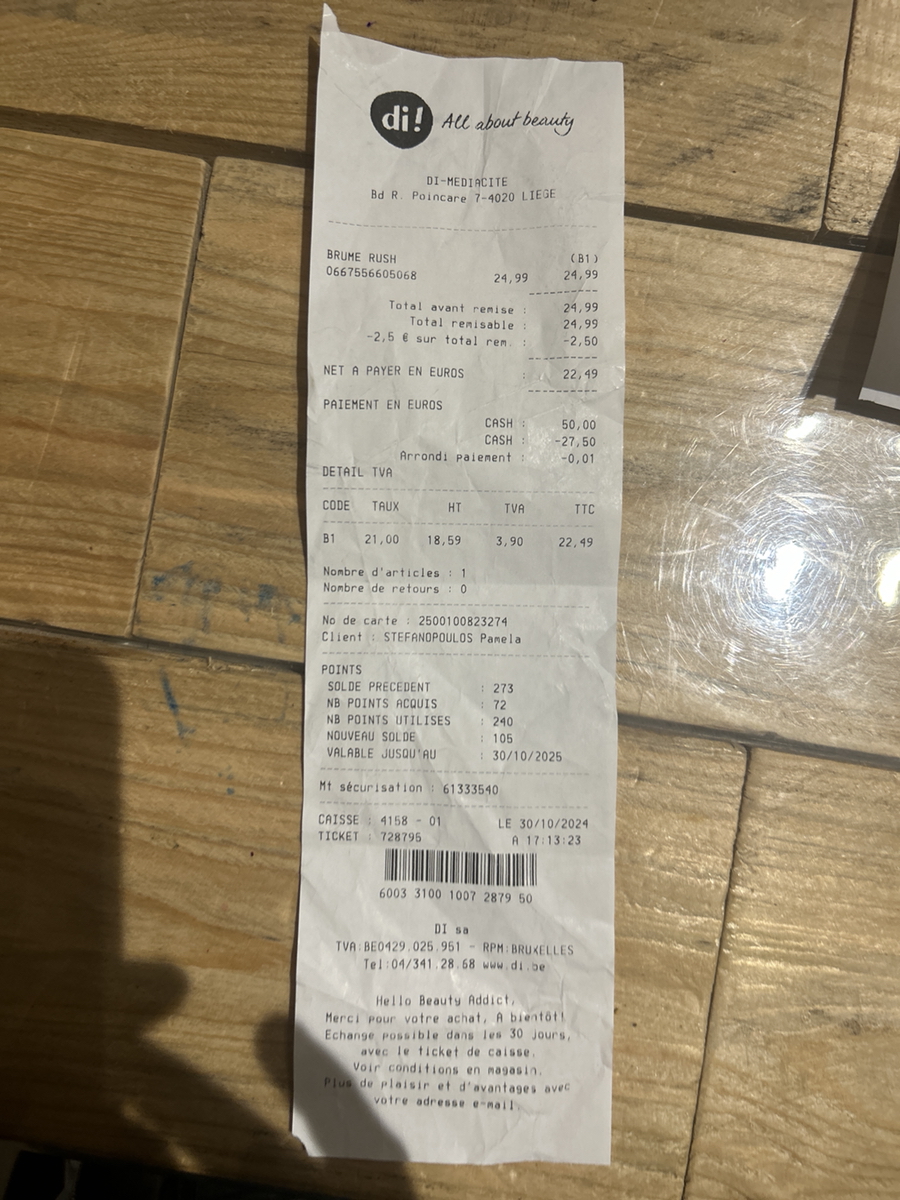 di! All about beauty
DI-MEDIACITE
Bd R. Poincare 7-4020 LIEGE
BRUME RUSH (B1)
0667556605068 24,99 24,99
Total avant remise : 24,99
Total remisable : 24,99
-2,5 € sur total rem. : -2,50
NET A PAYER EN EUROS : 22,49
PAIEMENT EN EUROS
CASH : 50,00
CASH : -27,50
Arrondi paiement : -0,01
DETAIL TVA
CODE TAUX HT TVA TTC
B1 21,00 18,59 3,90 22,49
Nombre d'articles : 1
Nombre de retours : 0
No de carte : 2500100823274
Client : STEFANOPOULOS Pamela
POINTS
SOLDE PRECEDENT : 273
NB POINTS ACQUIS : 72
NB POINTS UTILISES : 240
NOUVEAU SOLDE : 105
VALABLE JUSQU'AU : 30/10/2025
Mt sécurisation : 61333540
CAISSE : 4158 - 01 LE 30/10/2024
TICKET : 728795 A 17:13:23
6003 3100 1007 2879 50
DI sa
TVA:BE0429.025.951 - RPM:BRUXELLES
Tel:04/341.28.68 www.di.be
Hello Beauty Addict,
Merci pour votre achat, A bientôt!
Echange possible dans les 30 jours,
avec le ticket de caisse.
Voir conditions en magasin.
Plus de plaisir et d'avantages avec
votre adresse e-mail.